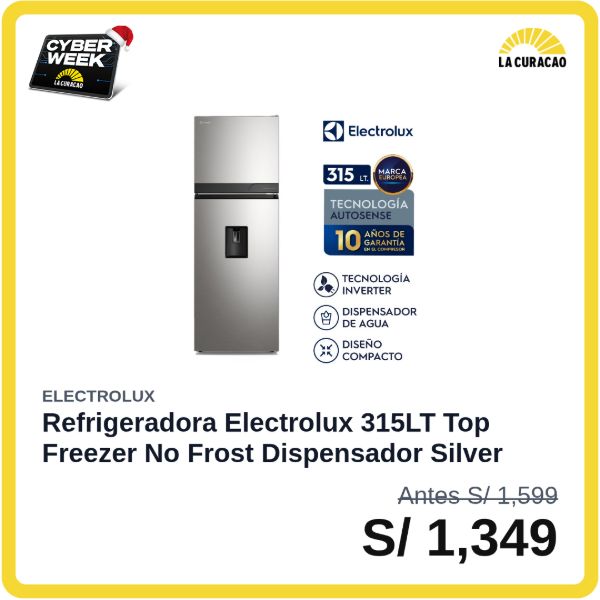 CYBER
WEEK
LA CURACAO
LA CURACAO
Electrolux
315 LT.
MARCA
EUROPEA
TECNOLOGÍA
AUTOSENSE
10 AÑOS DE
GARANTÍA
EN EL COMPRESOR
TECNOLOGÍA
INVERTER
DISPENSADOR
DE AGUA
DISEÑO
COMPACTO
ELECTROLUX
Refrigeradora Electrolux 315LT Top
Freezer No Frost Dispensador Silver
Antes S/ 1,599
S/ 1,349